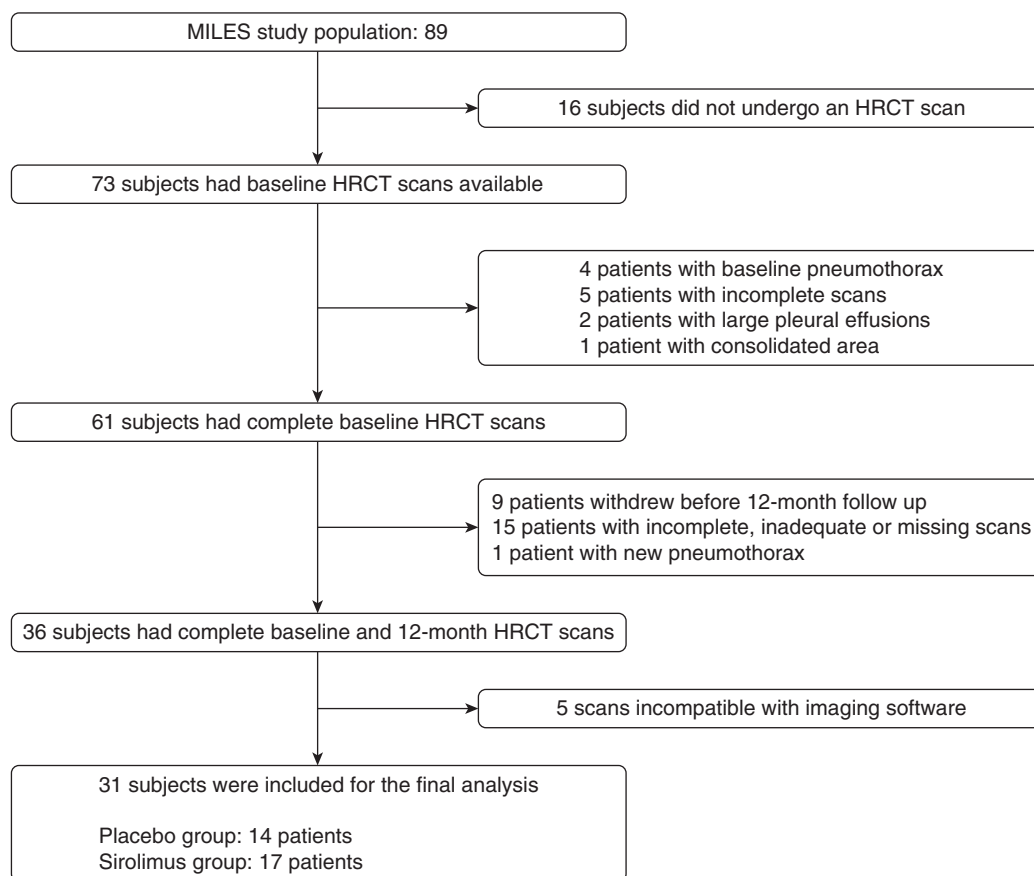 MILES study population: 89
16 subjects did not undergo an HRCT scan
73 subjects had baseline HRCT scans available
4 patients with baseline pneumothorax
5 patients with incomplete scans
2 patients with large pleural effusions
1 patient with consolidated area
61 subjects had complete baseline HRCT scans
9 patients withdrew before 12-month follow up
15 patients with incomplete, inadequate or missing scans
1 patient with new pneumothorax
36 subjects had complete baseline and 12-month HRCT scans
5 scans incompatible with imaging software
31 subjects were included for the final analysis
Placebo group: 14 patients
Sirolimus group: 17 patients